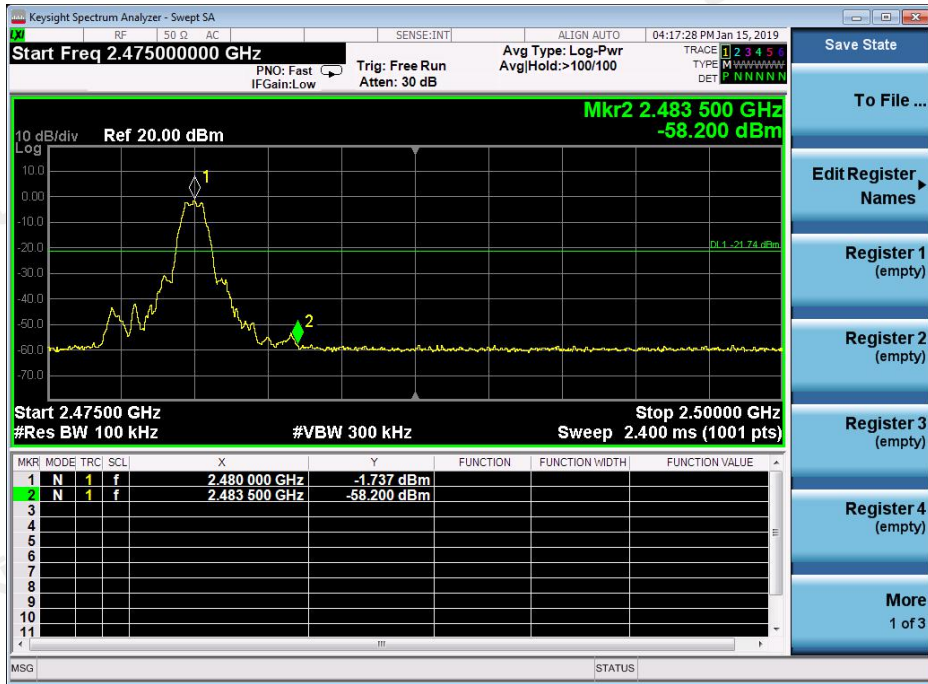 Keysight Spectrum Analyzer - Swept SA
LXI RF 50 Ω AC SENSE:INT ALIGN AUTO 04:17:28 PM Jan 15, 2019
Start Freq 2.475000000 GHz
PNO: Fast
IFGain:Low
Trig: Free Run
Atten: 30 dB
Avg Type: Log-Pwr
Avg|Hold:>100/100
TRACE 1 2 3 4 5 6
TYPE M W W W W W
DET P N N N N N
Mkr2 2.483 500 GHz
-58.200 dBm
10 dB/div Ref 20.00 dBm
Log
10.0
0.00
-10.0
-20.0
-30.0
-40.0
-50.0
-60.0
-70.0
1
2
DL1 -21.74 dBm
Start 2.47500 GHz Stop 2.50000 GHz
#Res BW 100 kHz #VBW 300 kHz Sweep 2.400 ms (1001 pts)
MKR MODE TRC SCL X Y FUNCTION FUNCTION WIDTH FUNCTION VALUE
1 N 1 f 2.480 000 GHz -1.737 dBm
2 N 1 f 2.483 500 GHz -58.200 dBm
3
4
5
6
7
8
9
10
11
MSG STATUS
Save State
To File ...
Edit Register
Names
Register 1
(empty)
Register 2
(empty)
Register 3
(empty)
Register 4
(empty)
More
1 of 3